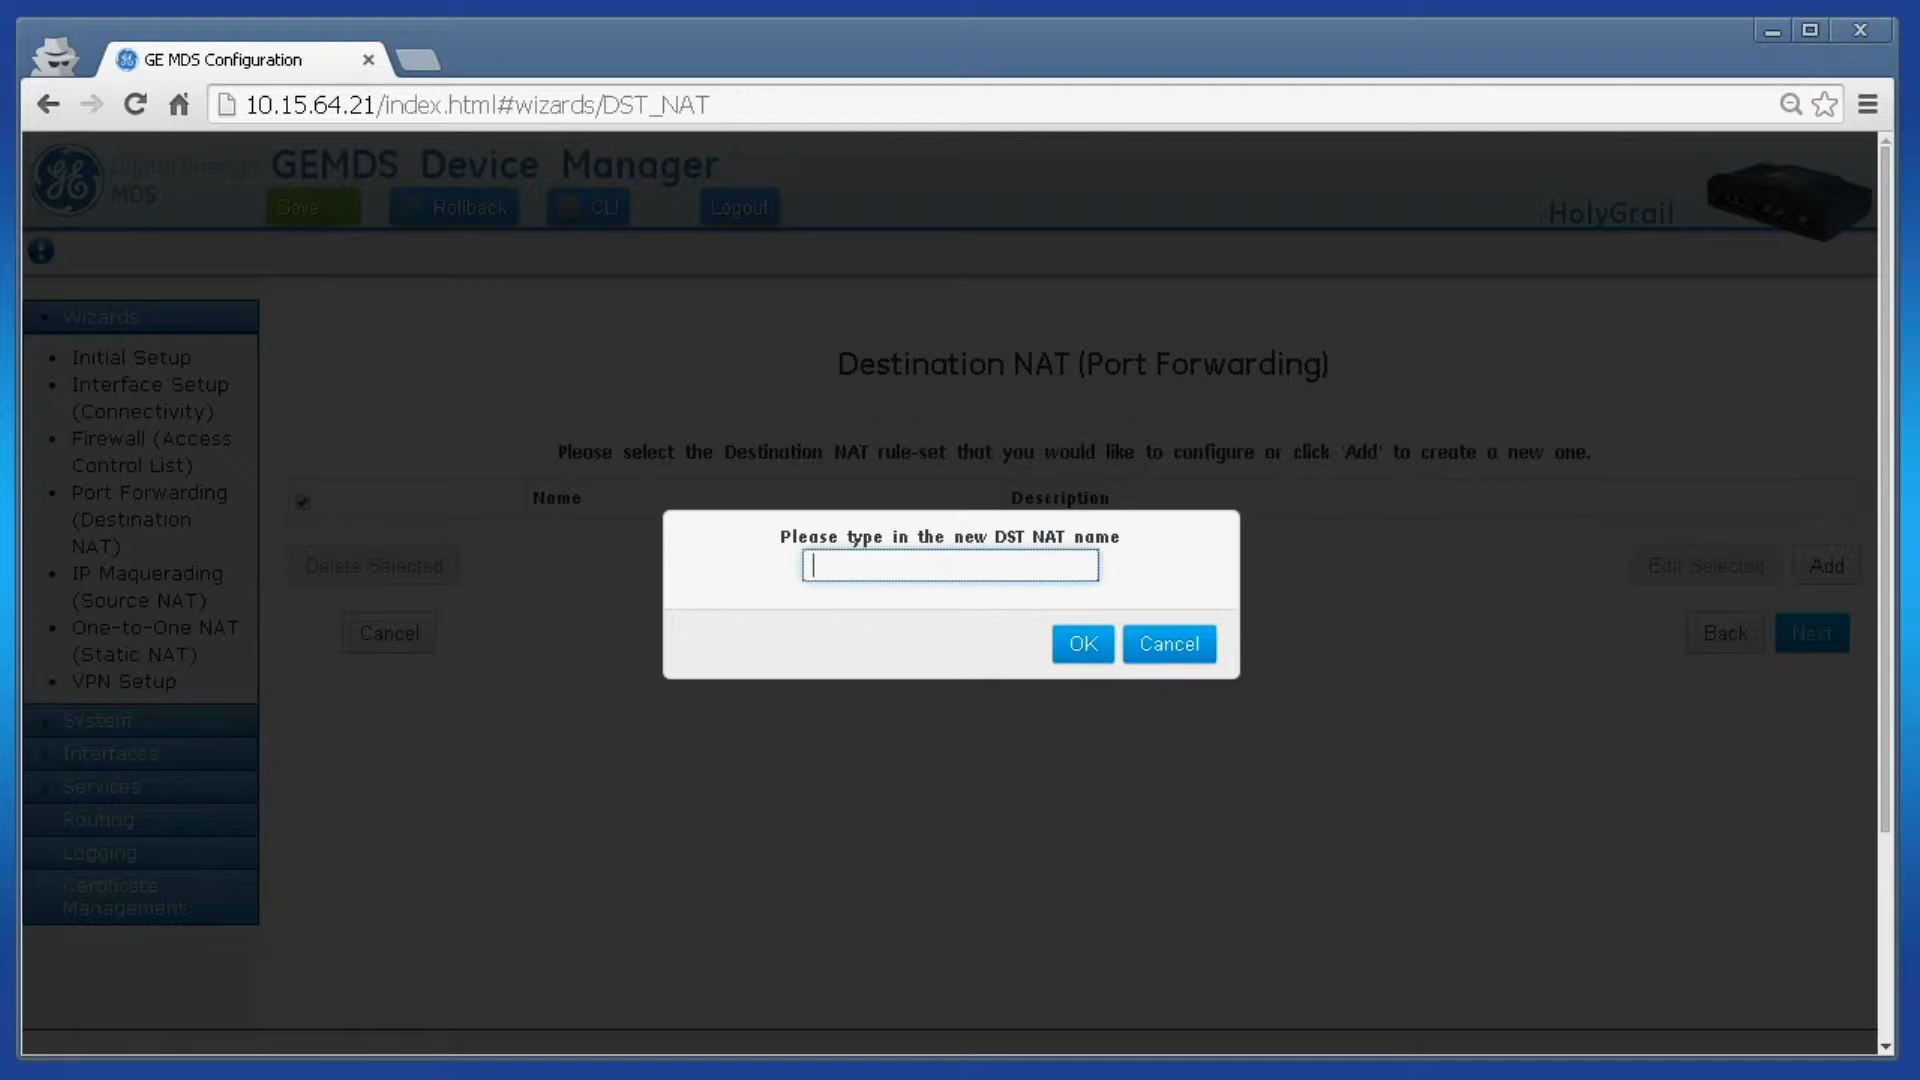 GE MDS Configuration
10.15.64.21/index.html#wizards/DST_NAT
Digital Energy
MDS
GEMDS Device Manager
Save
Rollback
CLI
Logout
HolyGrail
Wizards
Initial Setup
Interface Setup
(Connectivity)
Firewall (Access
Control List)
Port Forwarding
(Destination
NAT)
IP Maquerading
(Source NAT)
One-to-One NAT
(Static NAT)
VPN Setup
System
Interfaces
Services
Routing
Logging
Certificate
Management
Destination NAT (Port Forwarding)
Please select the Destination NAT rule-set that you would like to configure or click 'Add' to create a new one.
Name
Description
Delete Selected
Edit Selected
Add
Cancel
Back
Next
Please type in the new DST NAT name
OK
Cancel